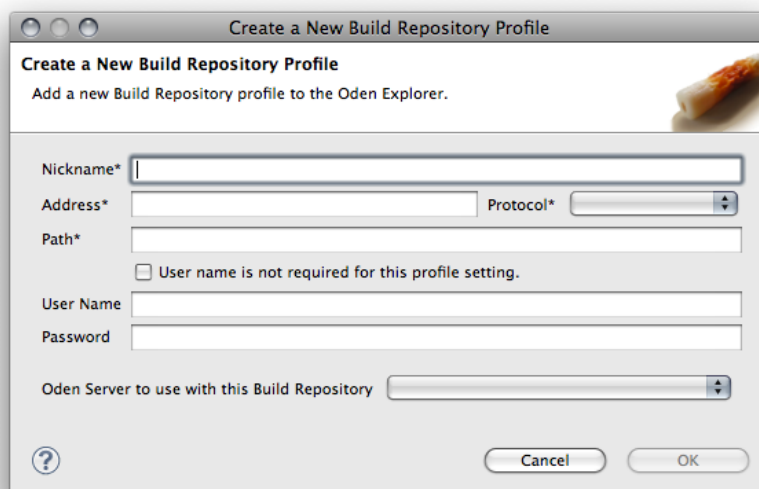 Create a New Build Repository Profile
Create a New Build Repository Profile
Add a new Build Repository profile to the Oden Explorer.
Nickname*
Address* Protocol*
Path*
User name is not required for this profile setting.
User Name
Password
Oden Server to use with this Build Repository
? Cancel OK